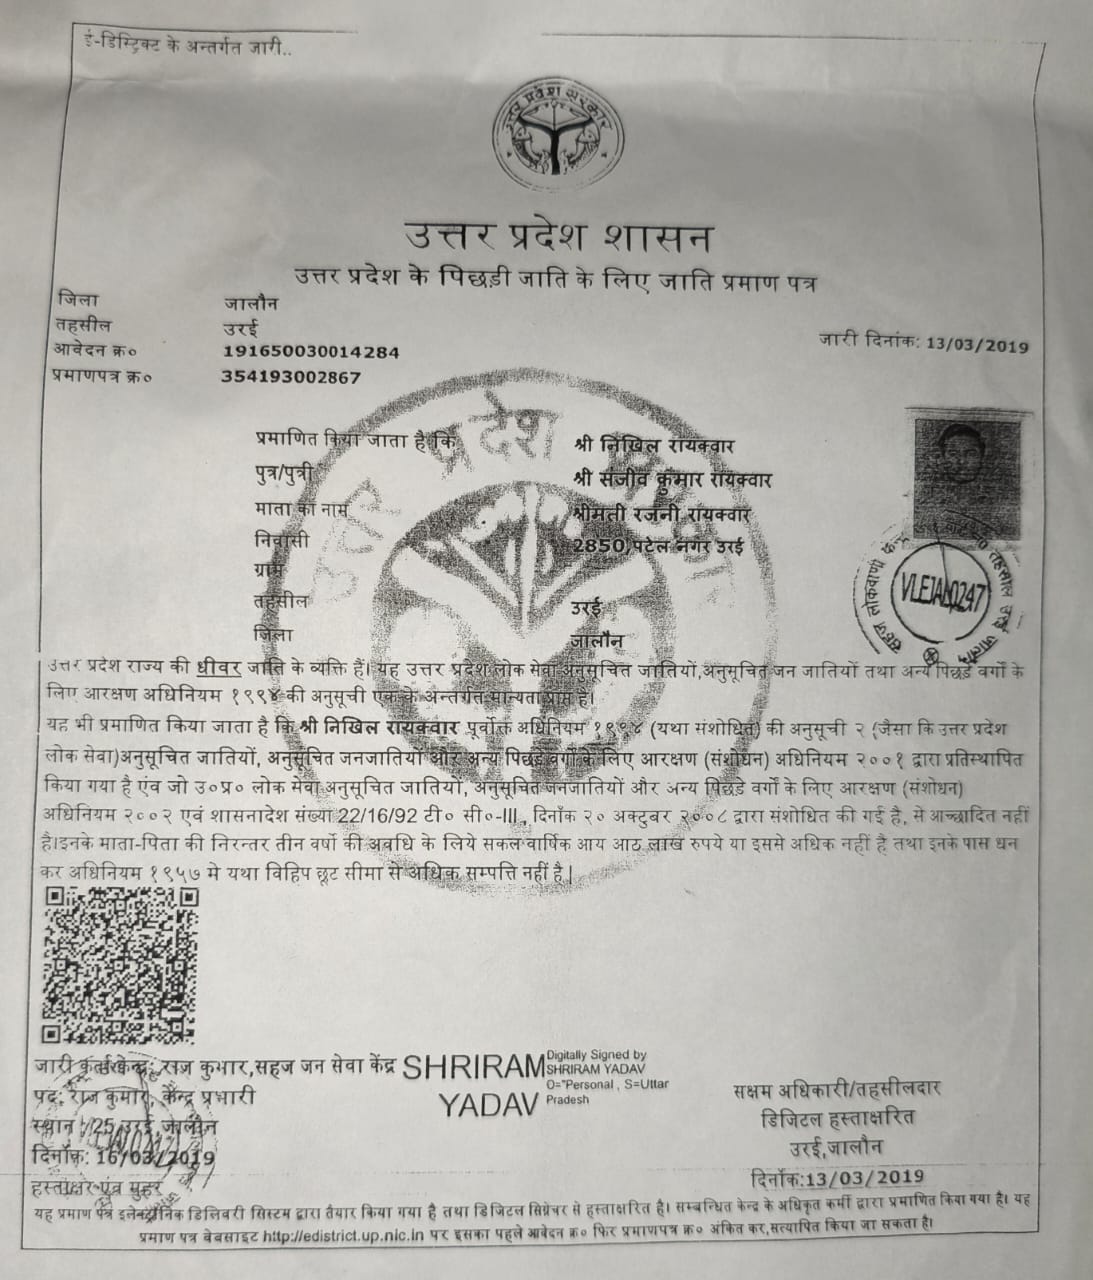 ई-डिस्ट्रिक्ट के अन्तर्गत जारी..
उत्तर प्रदेश सरकार
उत्तर प्रदेश शासन
उत्तर प्रदेश के पिछड़ी जाति के लिए जाति प्रमाण पत्र
जिला जालौन
तहसील उरई
आवेदन क्र० 191650030014284
जारी दिनांक: 13/03/2019
प्रमाणपत्र क्र० 354193002867
प्रमाणित किया जाता है कि श्री निखिल रायक्वार
पुत्र/पुत्री श्री संजीव कुमार रायक्वार
माता का नाम श्रीमती रजनी रायक्वार
निवासी 2850,पटेल नगर उरई
ग्राम
तहसील उरई
जिला जालौन
VLEJAL0247
उत्तर प्रदेश राज्य की धीवर जाति के व्यक्ति हैं। यह उत्तर प्रदेश लोक सेवा अनुसूचित जातियों,अनुसूचित जन जातियों तथा अन्य पिछड़े वर्गों के
लिए आरक्षण अधिनियम १९९४ की अनुसूची एक के अन्तर्गत मान्यता प्राप्त है।
यह भी प्रमाणित किया जाता है कि श्री निखिल रायक्वार पूर्वोक्त अधिनियम १९९४ (यथा संशोधित) की अनुसूची २ (जैसा कि उत्तर प्रदेश
लोक सेवा)अनुसूचित जातियों, अनुसूचित जनजातियों और अन्य पिछड़े वर्गों के लिए आरक्षण (संशोधन) अधिनियम २००१ द्वारा प्रतिस्थापित
किया गया है एंव जो उ०प्र० लोक सेवा अनुसूचित जातियों, अनुसूचित जनजातियों और अन्य पिछड़े वर्गों के लिए आरक्षण (संशोधन)
अधिनियम २००२ एवं शासनादेश संख्या 22/16/92 टी० सी०-III , दिनाँक २० अक्टुबर २००८ द्वारा संशोधित की गई है, से आच्छादित नहीं
है।इनके माता-पिता की निरन्तर तीन वर्षों की अवधि के लिये सकल वार्षिक आय आठ लाख रुपये या इससे अधिक नहीं है तथा इनके पास धन
कर अधिनियम १९५७ मे यथा विहिप छूट सीमा से अधिक सम्पत्ति नहीं है |
जारी कर्ता केन्द्र: राज कुमार,सहज जन सेवा केंद्र
पद: राज कुमार, केन्द्र प्रभारी
स्थान : 25 उरई,जालौन
दिनाँक: 16/03/2019
हस्ताक्षर एंव मुहर
SHRIRAM
YADAV
Digitally Signed by
SHRIRAM YADAV
O="Personal , S=Uttar
Pradesh
सक्षम अधिकारी/तहसीलदार
डिजिटल हस्ताक्षरित
उरई,जालौन
दिनाँक:13/03/2019
यह प्रमाण पत्र इलेक्ट्रॉनिक डिलिवरी सिस्टम द्वारा तैयार किया गया है तथा डिजिटल सिग्नेचर से हस्ताक्षरित है। सम्बन्धित केन्द्र के अधिकृत कर्मी द्वारा प्रमाणित किया गया है। यह
प्रमाण पत्र वेबसाइट http://edistrict.up.nic.in पर इसका पहले आवेदन क्र० फिर प्रमाणपत्र क्र० अंकित कर,सत्यापित किया जा सकता है।